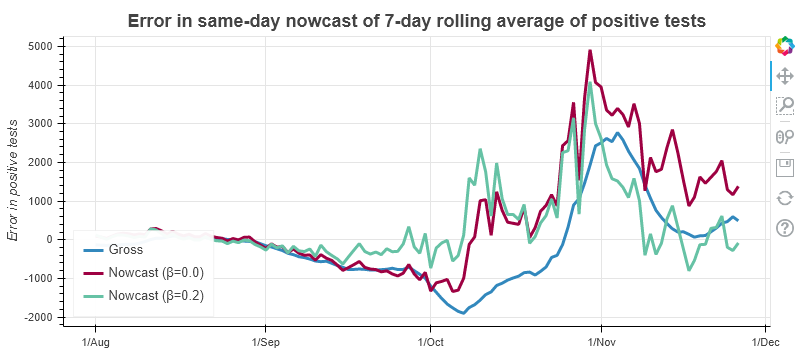 Error in same-day nowcast of 7-day rolling average of positive tests
Error in positive tests
5000
4000
3000
2000
1000
0
-1000
-2000
Gross
Nowcast (β=0.0)
Nowcast (β=0.2)
1/Aug
1/Sep
1/Oct
1/Nov
1/Dec